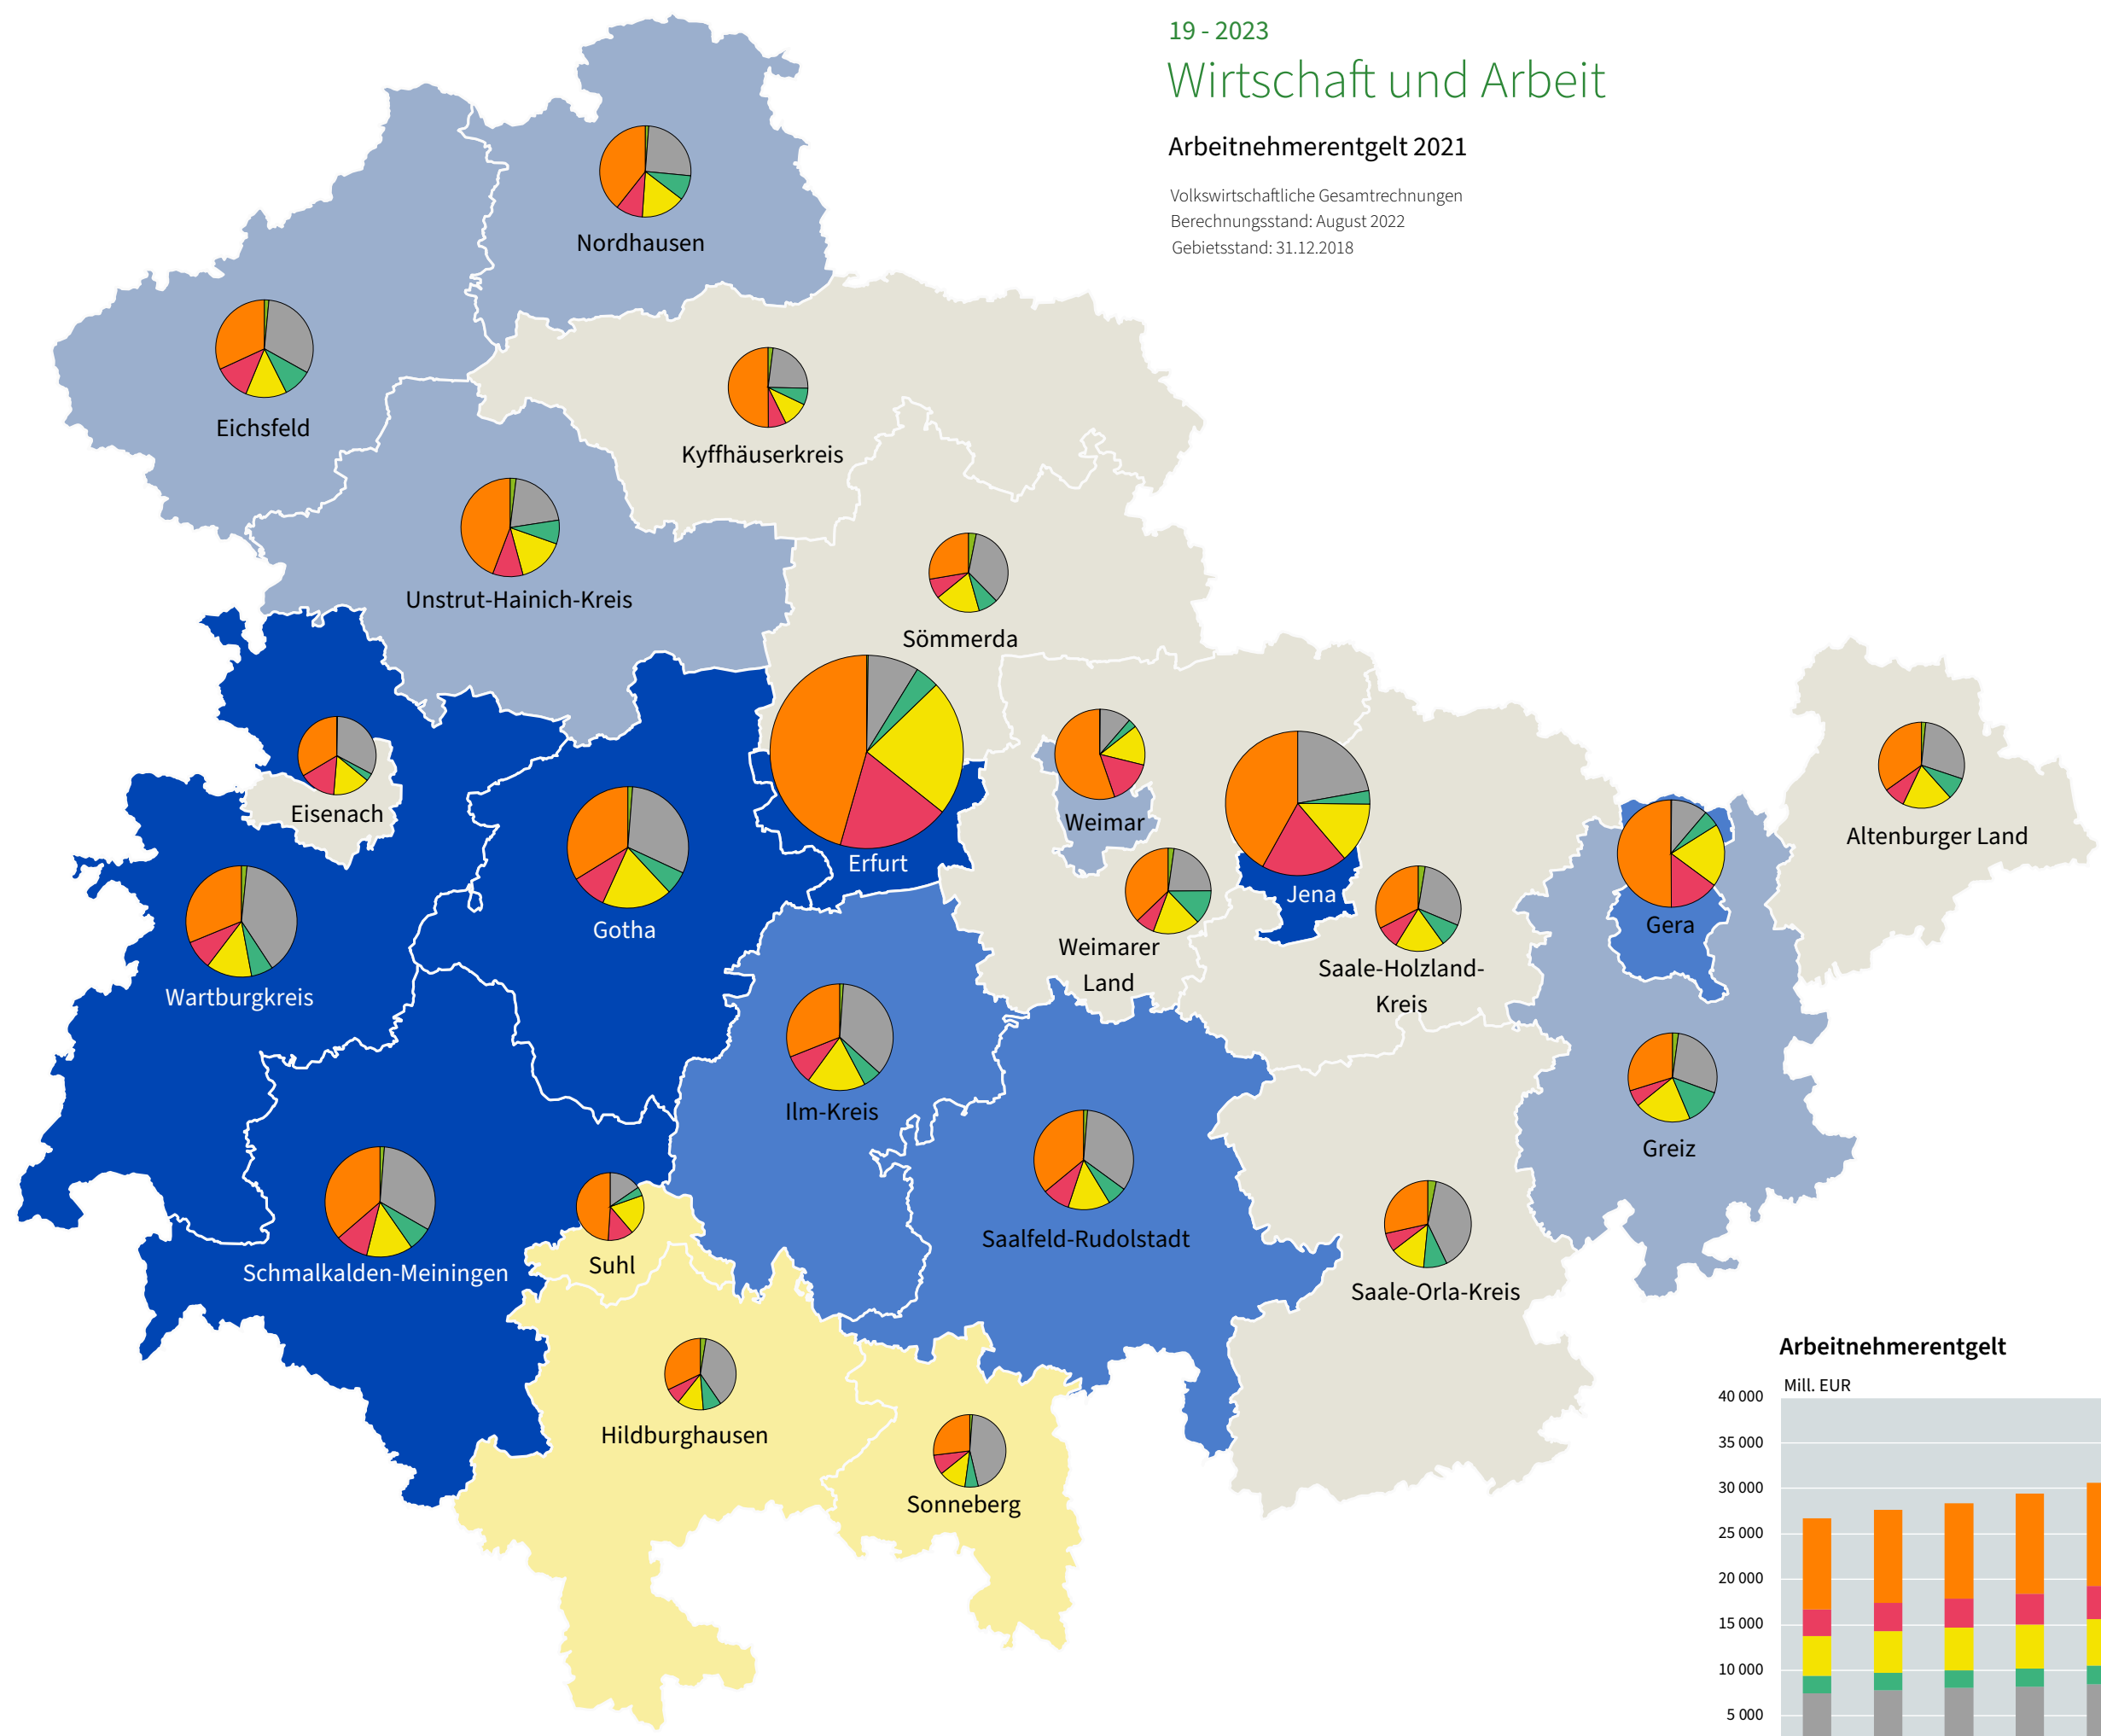 19 - 2023
Wirtschaft und Arbeit
Arbeitnehmerentgelt 2021
Volkswirtschaftliche Gesamtrechnungen
Berechnungsstand: August 2022
Gebietsstand: 31.12.2018
Nordhausen
Eichsfeld
Kyffhäuserkreis
Unstrut-Hainich-Kreis
Sömmerda
Eisenach
Weimar
Altenburger Land
Erfurt
Jena
Gera
Gotha
Weimarer
Land
Saale-Holzland-
Kreis
Wartburgkreis
Ilm-Kreis
Greiz
Saalfeld-Rudolstadt
Suhl
Schmalkalden-Meiningen
Saale-Orla-Kreis
Hildburghausen
Sonneberg
Arbeitnehmerentgelt
Mill. EUR
40 000
35 000
30 000
25 000
20 000
15 000
10 000
5 000